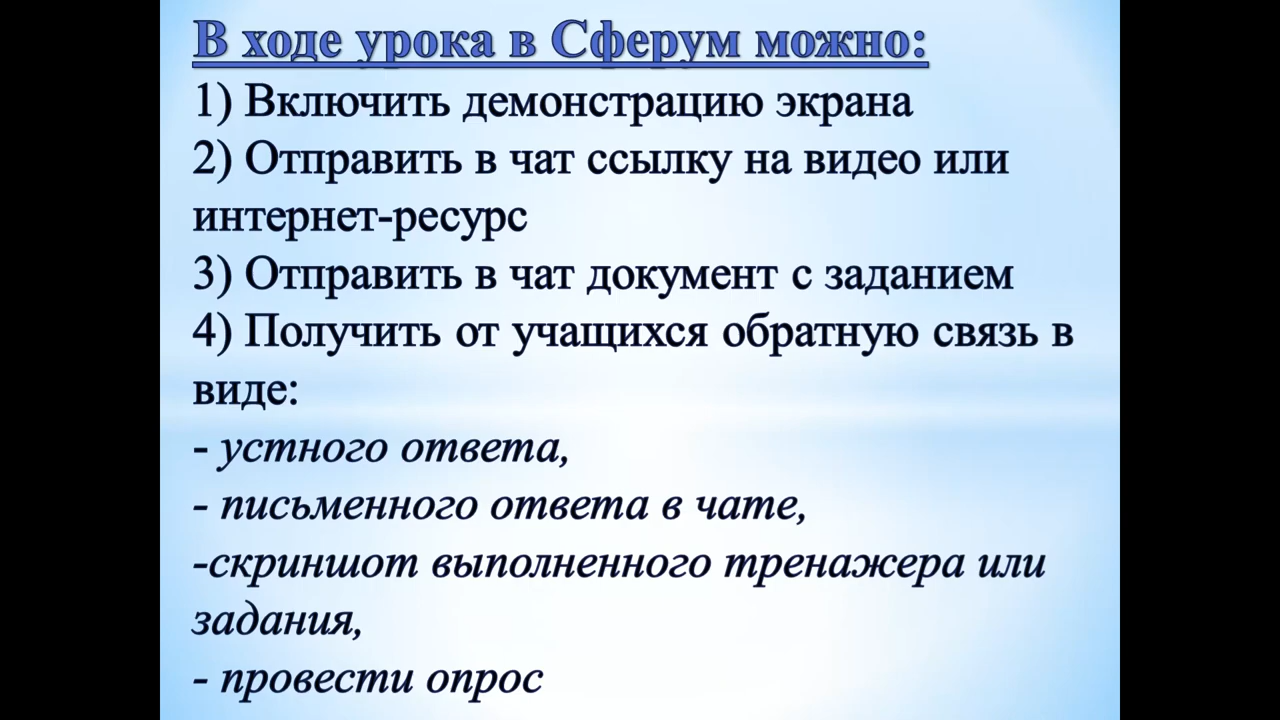 В ходе урока в Сферум можно:
1) Включить демонстрацию экрана
2) Отправить в чат ссылку на видео или
интернет-ресурс
3) Отправить в чат документ с заданием
4) Получить от учащихся обратную связь в
виде:
- устного ответа,
- письменного ответа в чате,
-скриншот выполненного тренажера или
задания,
- провести опрос